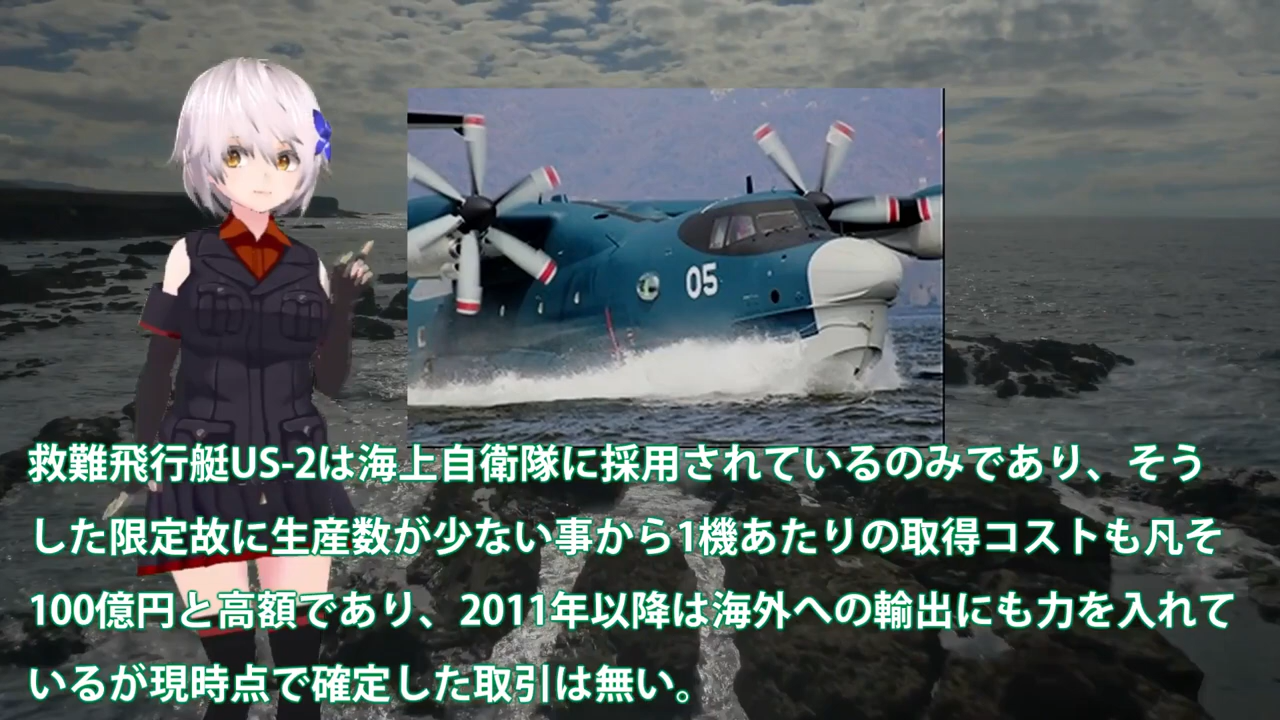 05
救難飛行艇US-2は海上自衛隊に採用されているのみであり、そう
した限定故に生産数が少ない事から1機あたりの取得コストも凡そ
100億円と高額であり、2011年以降は海外への輸出にも力を入れて
いるが現時点で確定した取引は無い。